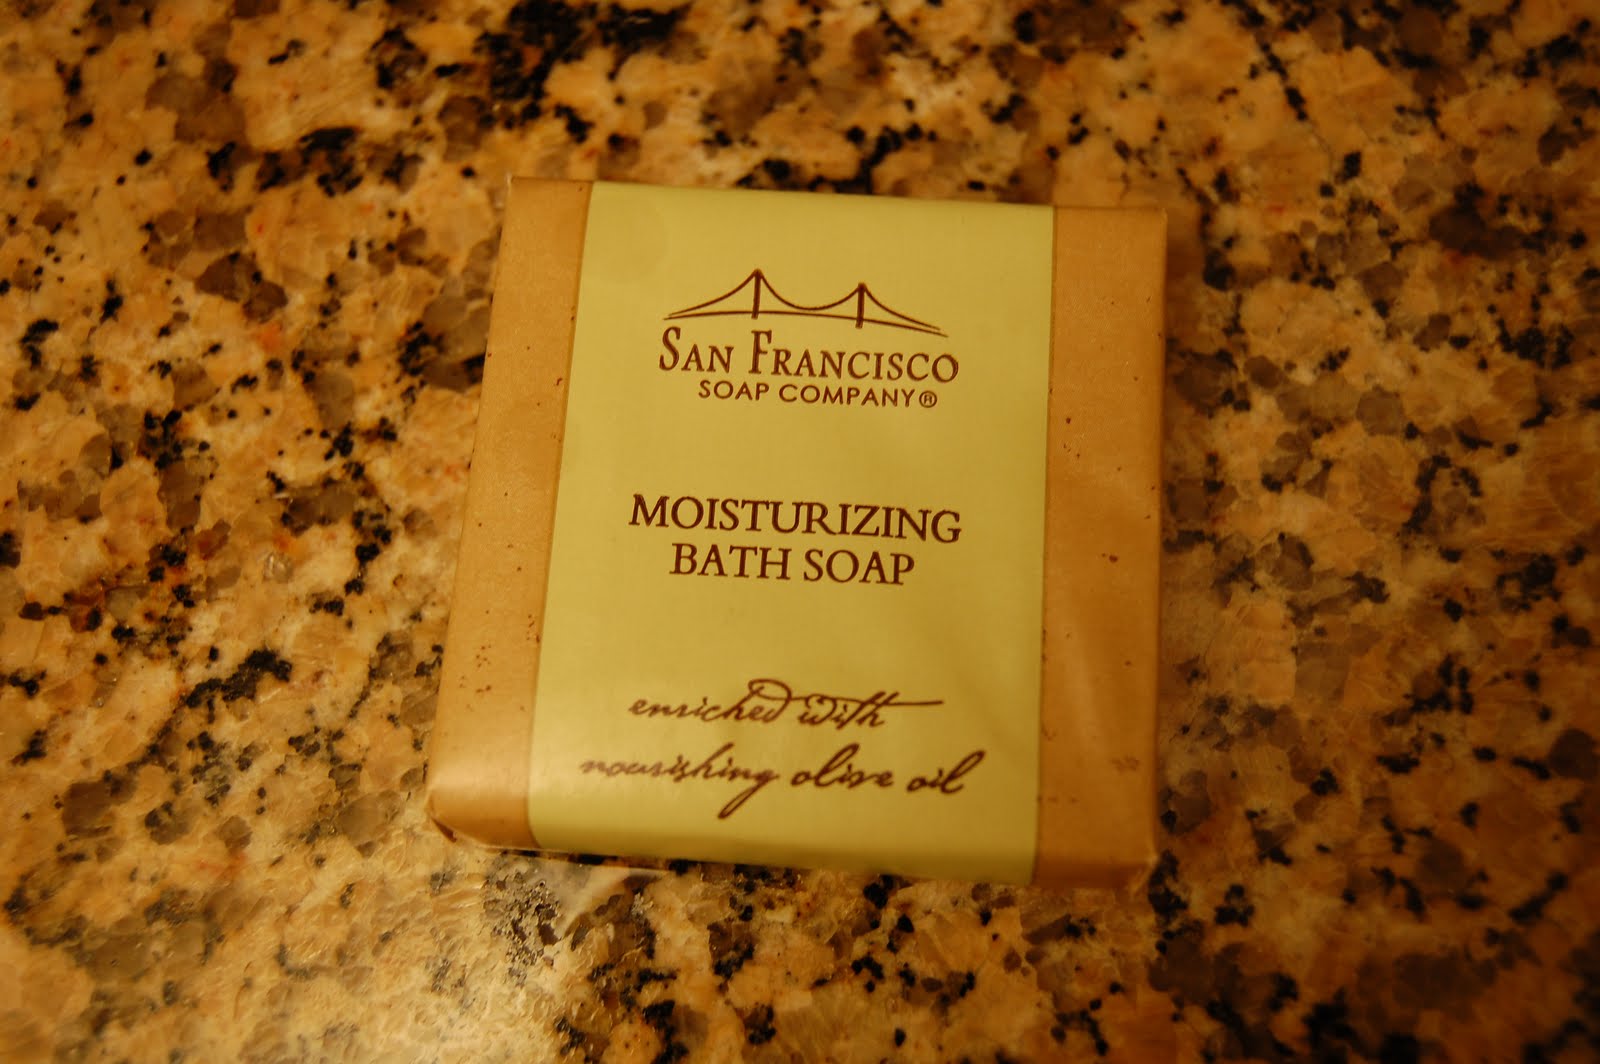 SAN FRANCISCO
SOAP COMPANY®
MOISTURIZING
BATH SOAP
enriched with
nourishing olive oil